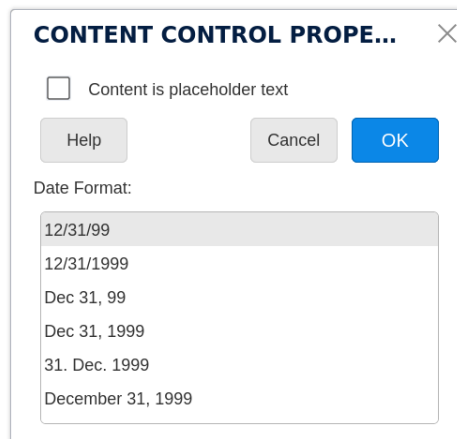 CONTENT CONTROL PROPE...
Content is placeholder text
Help
Cancel
OK
Date Format:
12/31/99
12/31/1999
Dec 31, 99
Dec 31, 1999
31. Dec. 1999
December 31, 1999